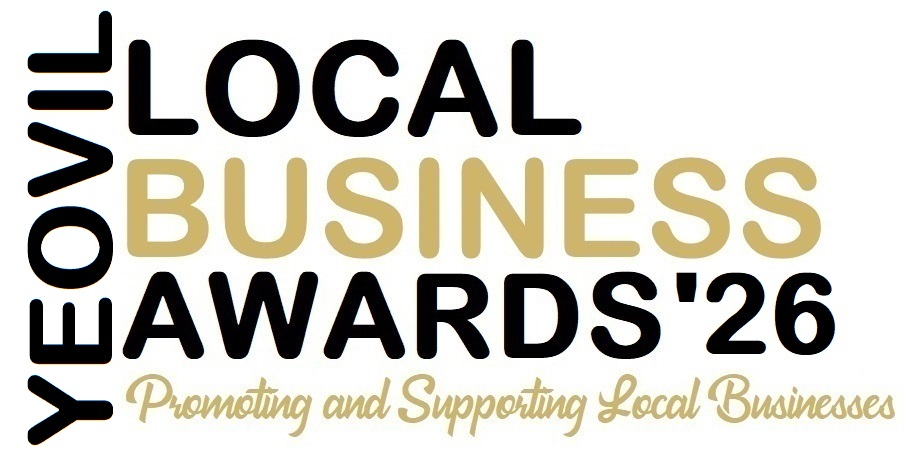 YEOVIL
LOCAL
BUSINESS
AWARDS'26
Promoting and Supporting Local Businesses